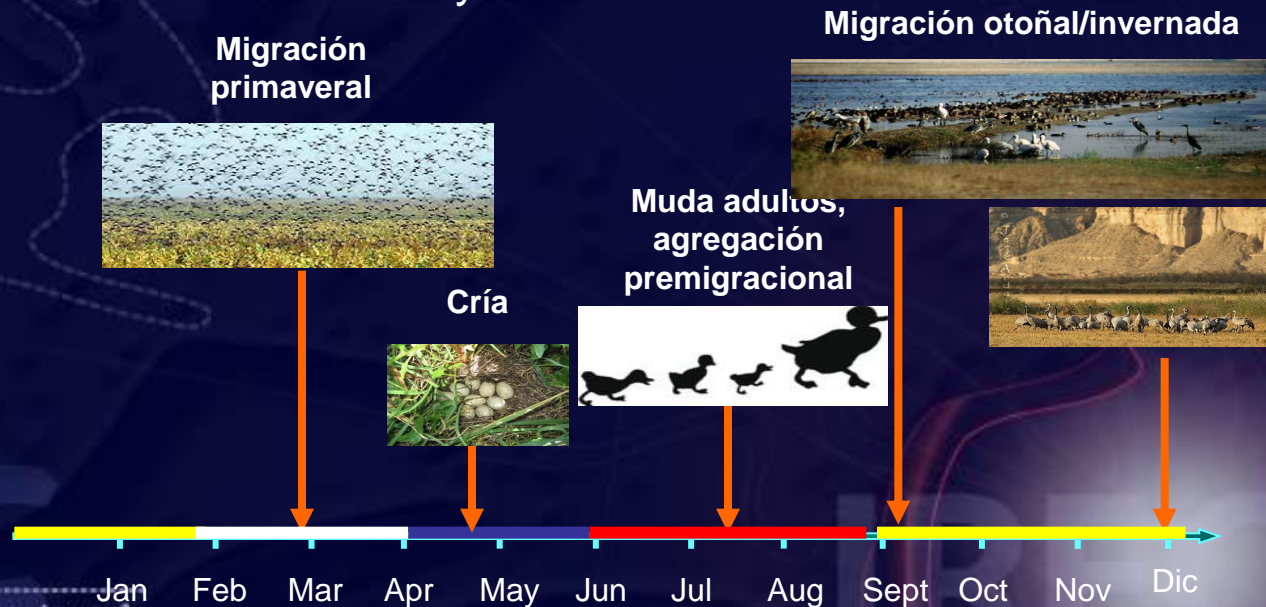 Migración otoñal/invernada
Migración
primaveral
Muda adultos,
agregación
premigracional
Cría
Jan Feb Mar Apr May Jun Jul Aug Sept Oct Nov Dic